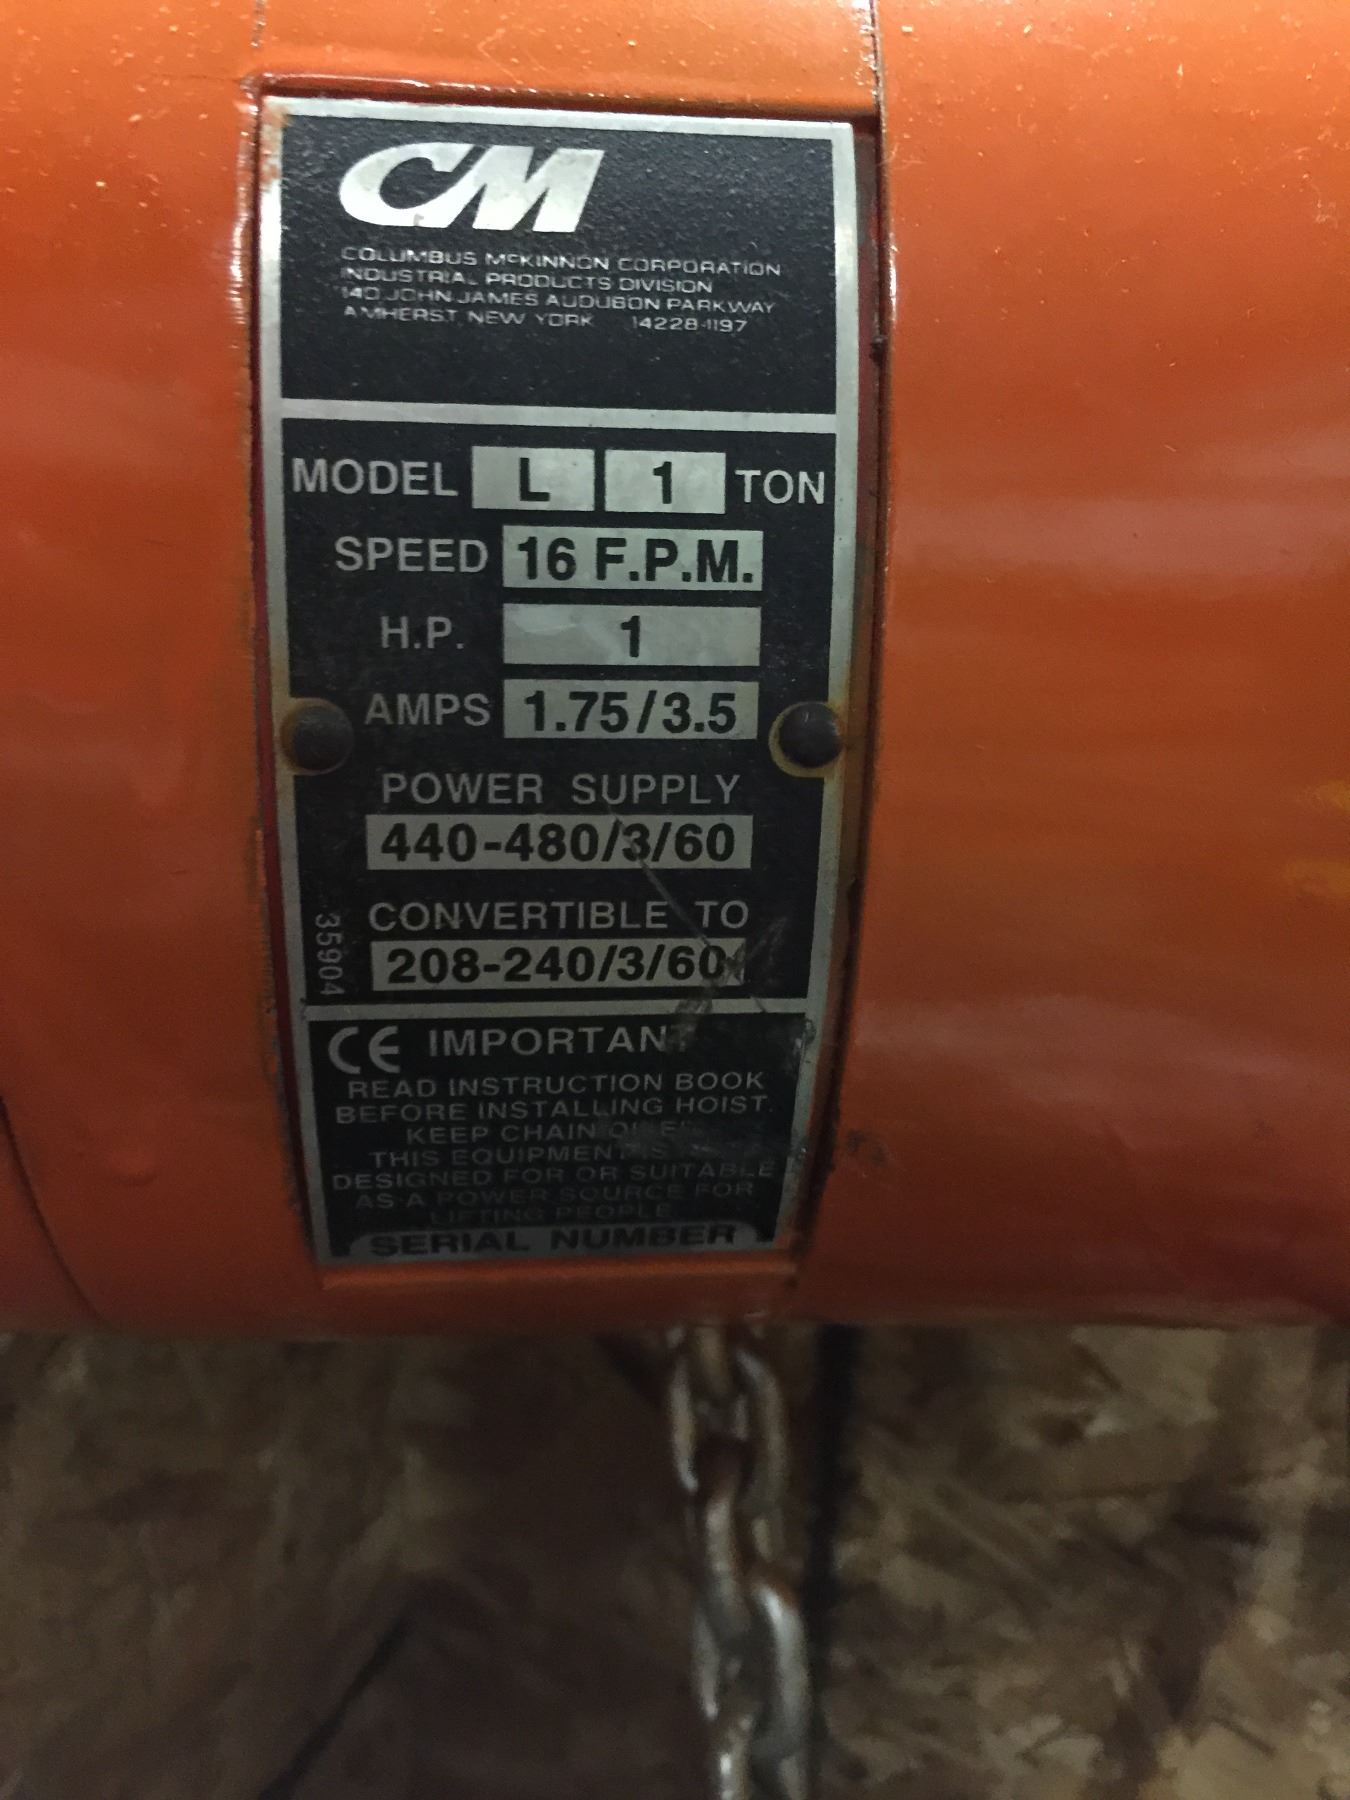 CM
COLUMBUS McKINNON CORPORATION
INDUSTRIAL PRODUCTS DIVISION
140 JOHN JAMES AUDUBON PARKWAY
AMHERST, NEW YORK 14228-1197
MODEL L 1 TON
SPEED 16 F.P.M.
H.P. 1
AMPS 1.75/3.5
POWER SUPPLY
440-480/3/60
CONVERTIBLE TO
208-240/3/60
35904
CE IMPORTANT
READ INSTRUCTION BOOK
BEFORE INSTALLING HOIST.
KEEP CHAIN
THIS EQUIPMENT IS
DESIGNED FOR OR SUITABLE
AS A POWER SOURCE FOR
LIFTING PEOPLE
SERIAL NUMBER